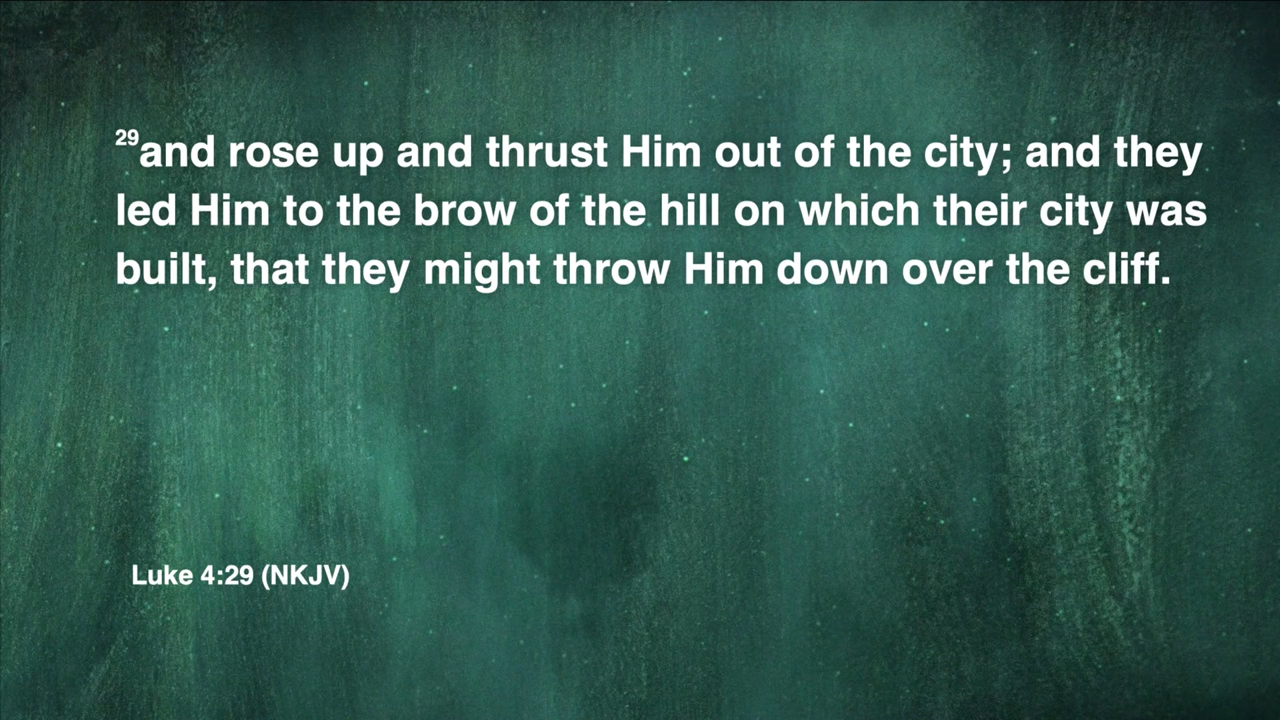 29and rose up and thrust Him out of the city; and they
led Him to the brow of the hill on which their city was
built, that they might throw Him down over the cliff.
Luke 4:29 (NKJV)